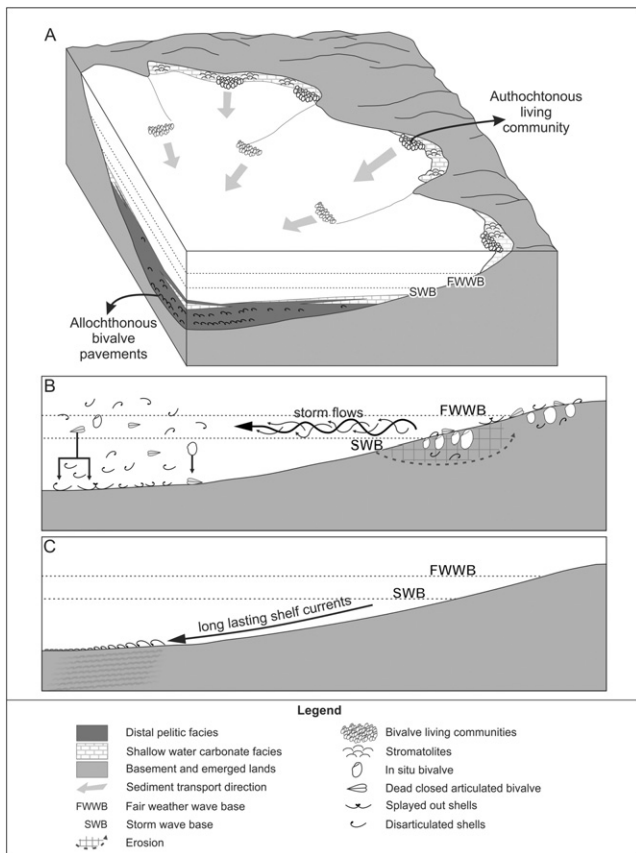 A
Authochtonous
living
community
FWWB
SWB
Allochthonous
bivalve
pavements
B
storm flows
FWWB
SWB
C
FWWB
SWB
long lasting shelf currents
Legend
Distal pelitic facies
Shallow water carbonate facies
Basement and emerged lands
Sediment transport direction
FWWB Fair weather wave base
SWB Storm wave base
Erosion
Bivalve living communities
Stromatolites
In situ bivalve
Dead closed articulated bivalve
Splayed out shells
Disarticulated shells